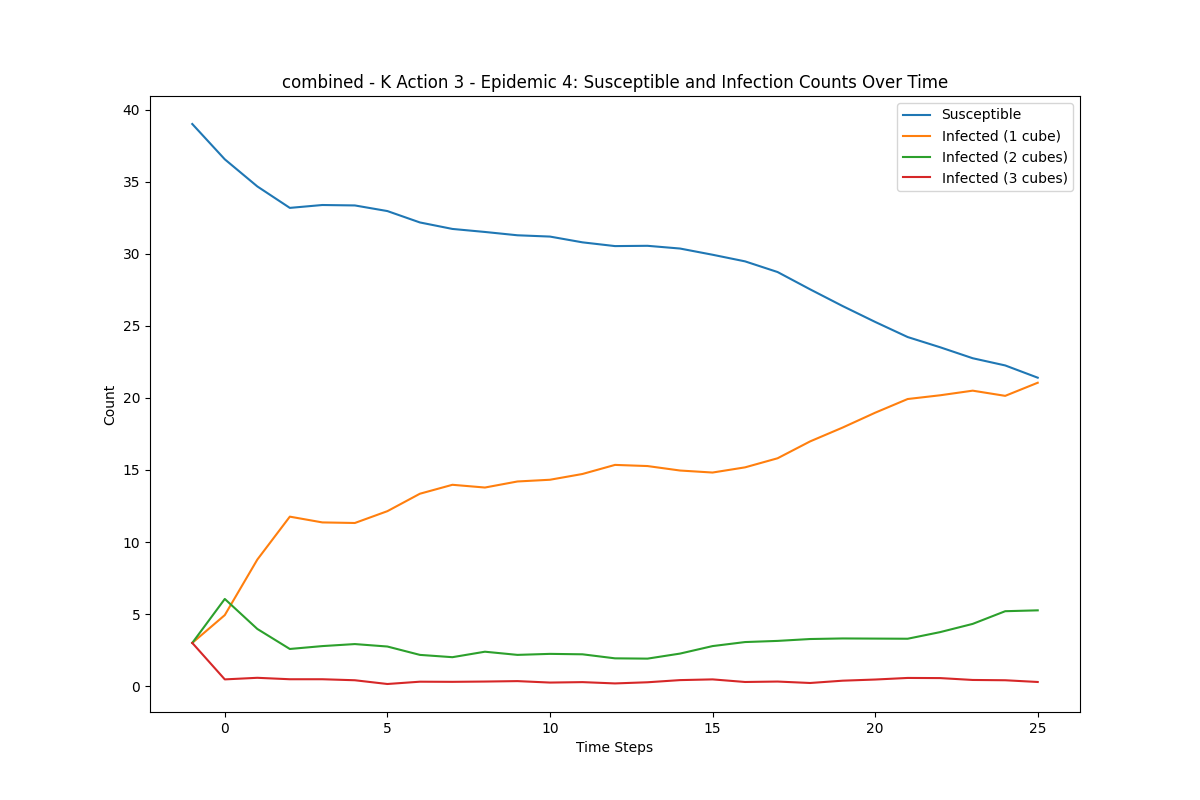 combined - K Action 3 - Epidemic 4: Susceptible and Infection Counts Over Time
Susceptible
Infected (1 cube)
Infected (2 cubes)
Infected (3 cubes)
Count
40
35
30
25
20
15
10
5
0
0
5
10
15
20
25
Time Steps